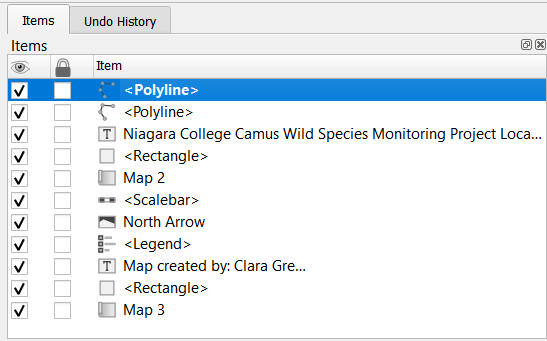 Items
Undo History
Items
Item
<Polyline>
<Polyline>
T Niagara College Camus Wild Species Monitoring Project Loca...
<Rectangle>
Map 2
<Scalebar>
North Arrow
<Legend>
T Map created by: Clara Gre...
<Rectangle>
Map 3